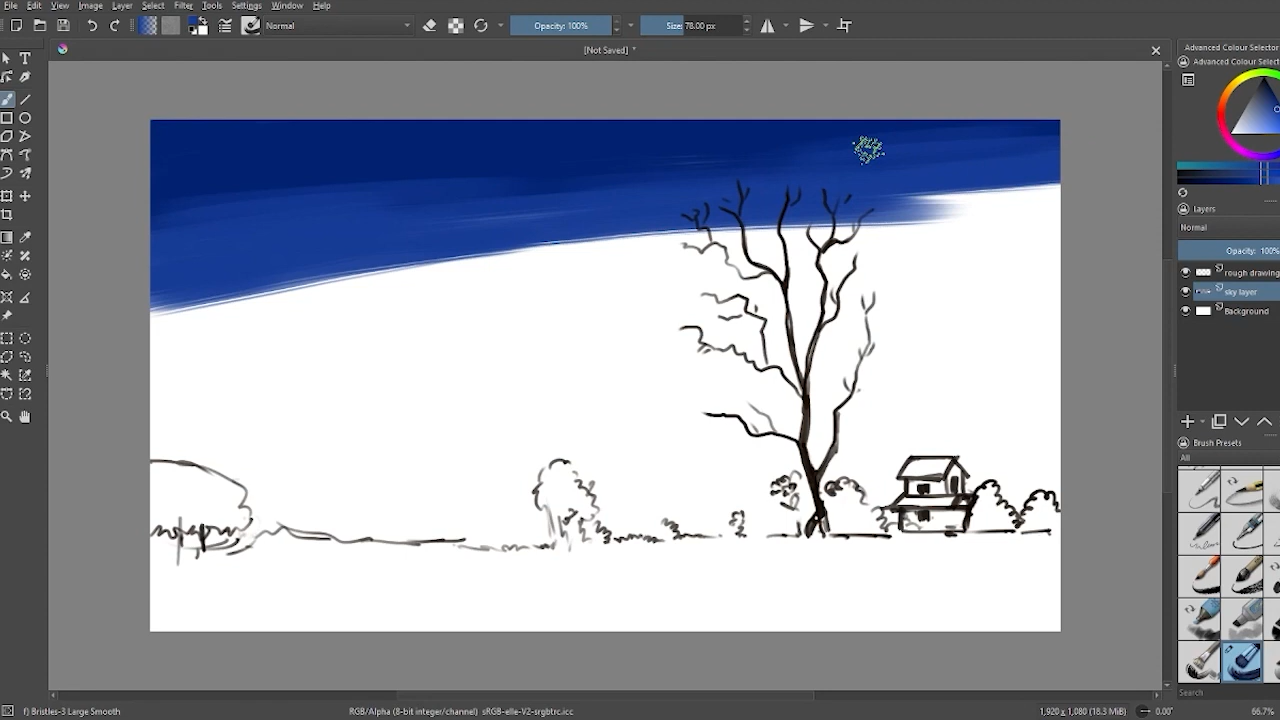 File Edit View Image Layer Select Filter Tools Settings Window Help
Normal Opacity: 100% Size: 78.00 px
[Not Saved] *
Advanced Colour Selector
Advanced Colour Selec
Layers
Normal
Opacity: 100%
rough drawing
sky layer
Background
Brush Presets
All
Search
f) Bristles-3 Large Smooth RGB/Alpha (8-bit integer/channel) sRGB-elle-V2-srgbtrc.icc 1,920 x 1,080 (18.3 MiB) 0.00° 66.7%